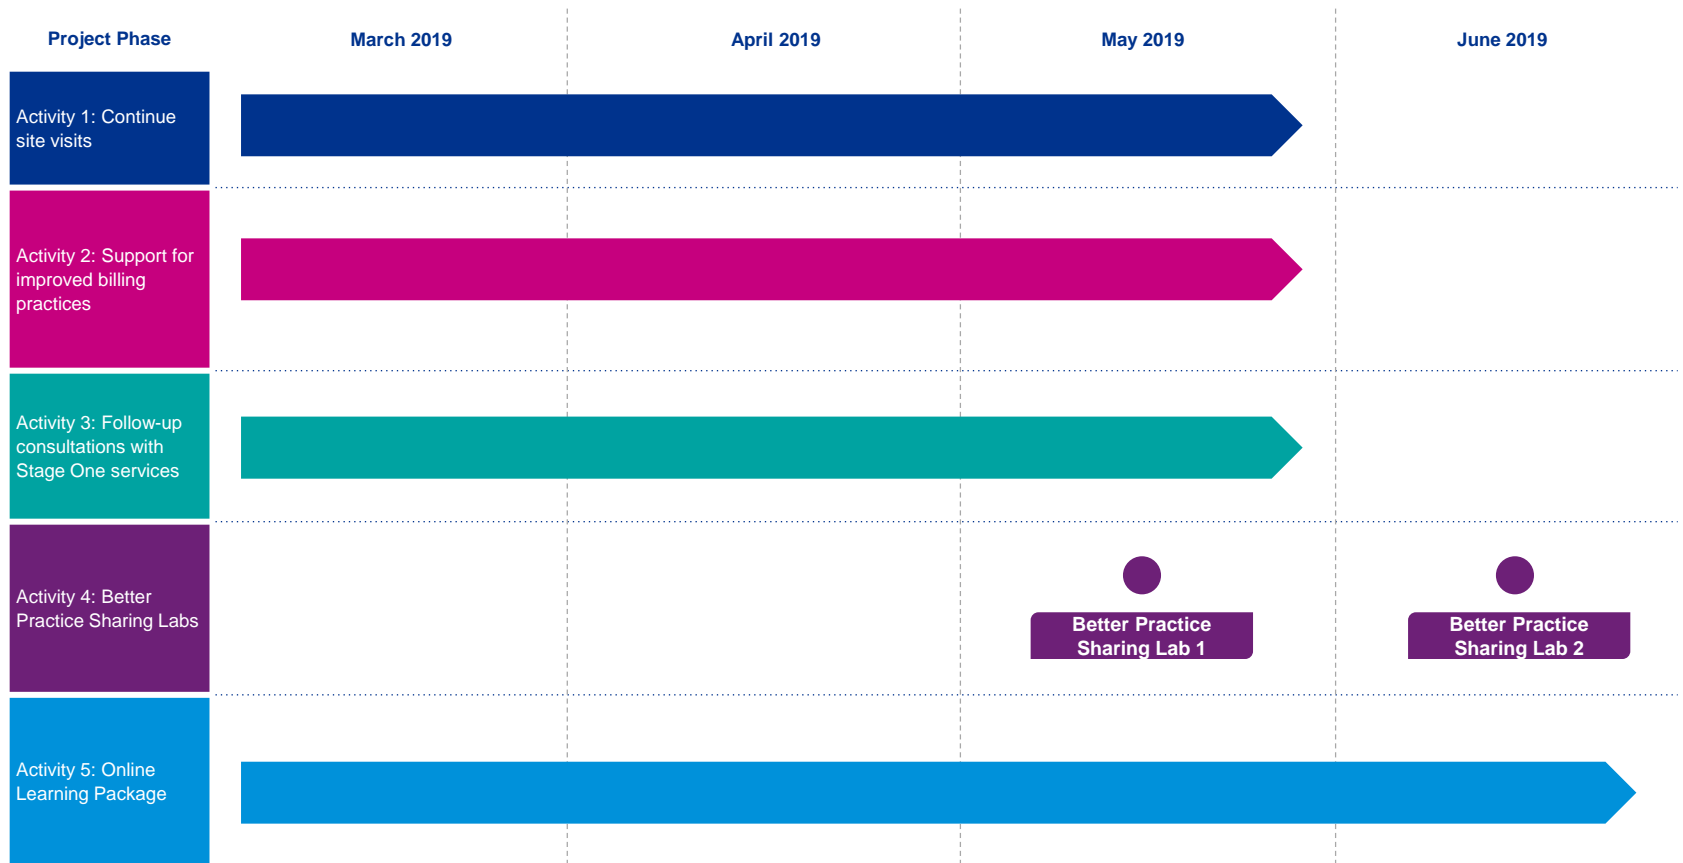 Project Phase
March 2019
April 2019
May 2019
June 2019
Activity 1: Continue
site visits
Activity 2: Support for
improved billing
practices
Activity 3: Follow-up
consultations with
Stage One services
Activity 4: Better
Practice Sharing Labs
Better Practice
Sharing Lab 1
Better Practice
Sharing Lab 2
Activity 5: Online
Learning Package